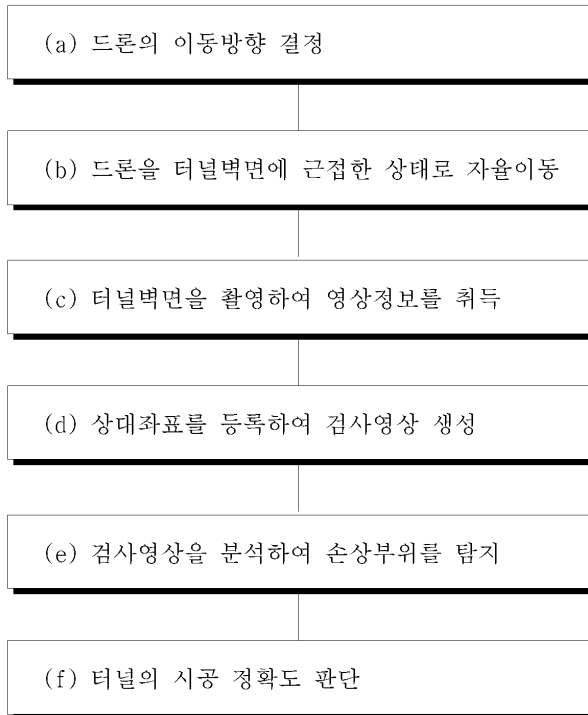 (a) 드론의 이동방향 결정
(b) 드론을 터널벽면에 근접한 상태로 자율이동
(c) 터널벽면을 촬영하여 영상정보를 취득
(d) 상대좌표를 등록하여 검사영상 생성
(e) 검사영상을 분석하여 손상부위를 탐지
(f) 터널의 시공 정확도 판단